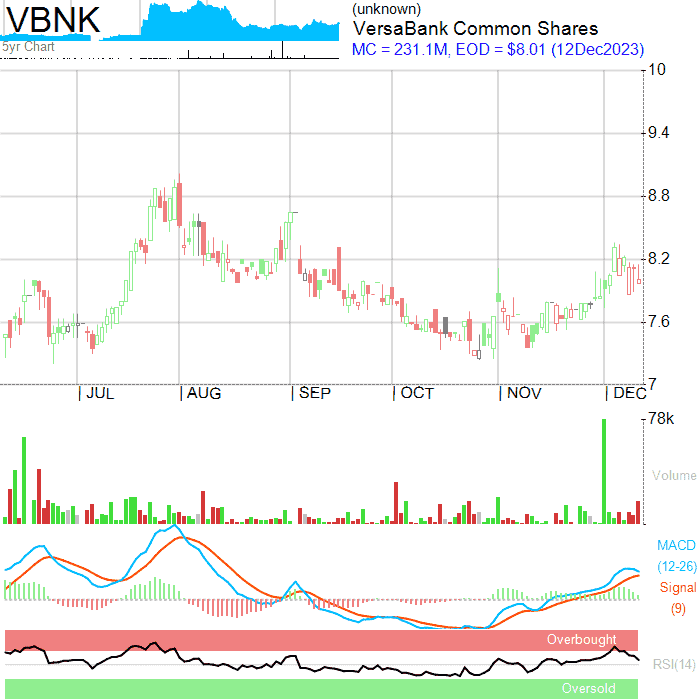 VBNK
5yr Chart
(unknown)
VersaBank Common Shares
MC = 231.1M, EOD = $8.01 (12Dec2023)
10
9.4
8.8
8.2
7.6
7
JUL AUG SEP OCT NOV DEC
78k
Volume
MACD
(12-26)
Signal
(9)
Overbought
RSI(14)
Oversold